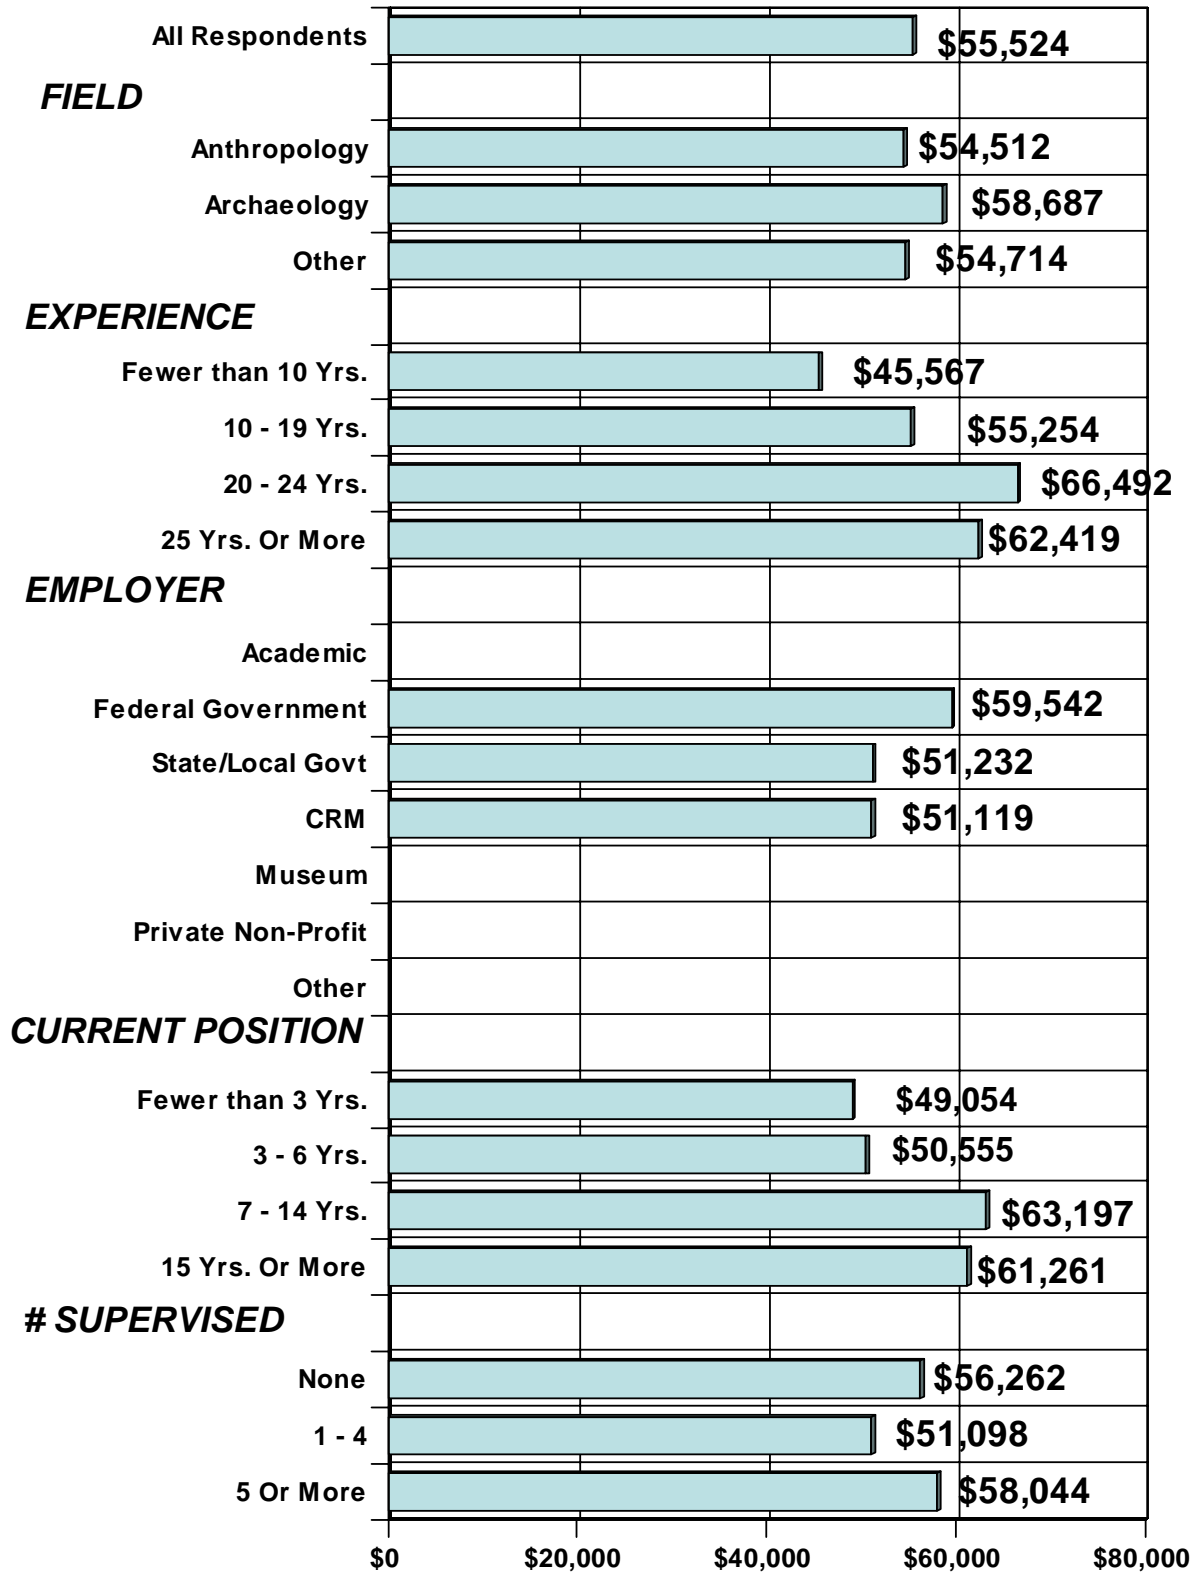 All Respondents $55,524
FIELD
Anthropology $54,512
Archaeology $58,687
Other $54,714
EXPERIENCE
Fewer than 10 Yrs. $45,567
10 - 19 Yrs. $55,254
20 - 24 Yrs. $66,492
25 Yrs. Or More $62,419
EMPLOYER
Academic
Federal Government $59,542
State/Local Govt $51,232
CRM $51,119
Museum
Private Non-Profit
Other
CURRENT POSITION
Fewer than 3 Yrs. $49,054
3 - 6 Yrs. $50,555
7 - 14 Yrs. $63,197
15 Yrs. Or More $61,261
# SUPERVISED
None $56,262
1 - 4 $51,098
5 Or More $58,044
$0 $20,000 $40,000 $60,000 $80,000